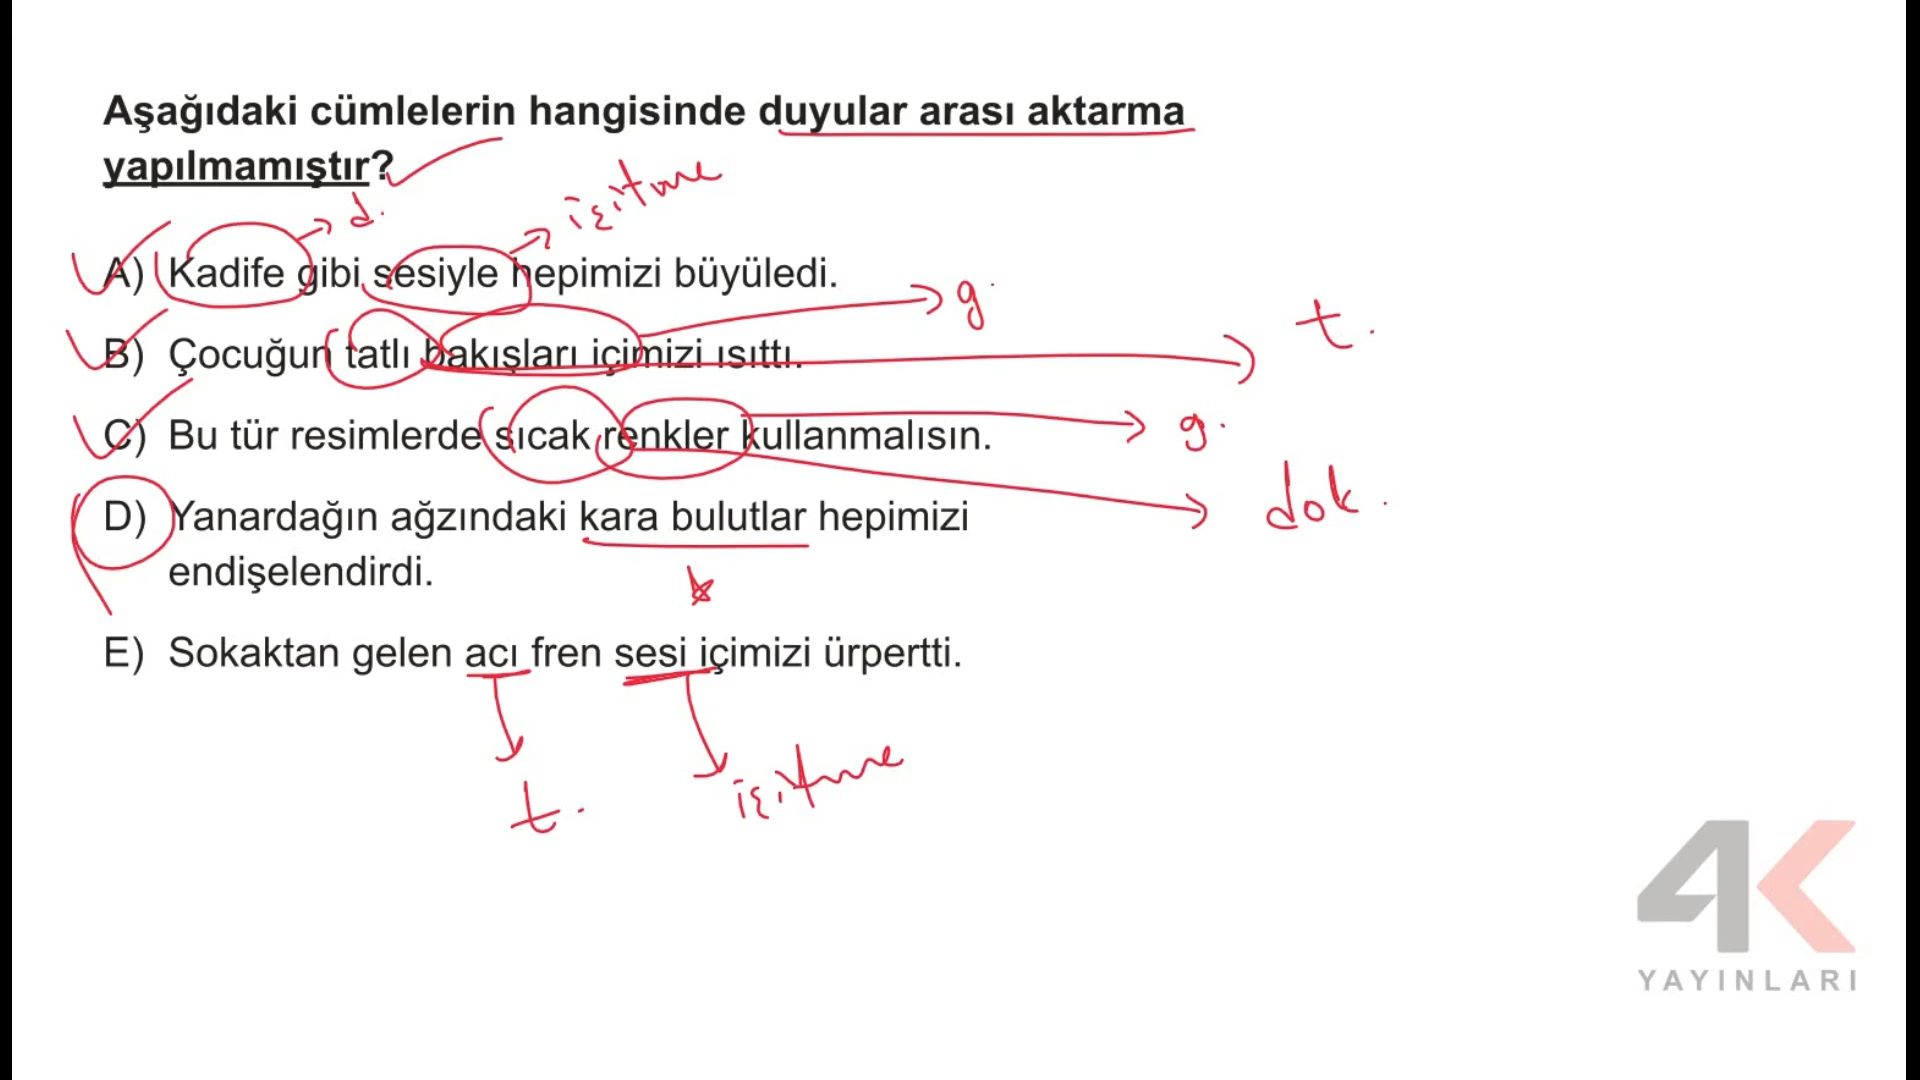 Aşağıdaki cümlelerin hangisinde duyular arası aktarma
yapılmamıştır?
d.
işitme
A) Kadife gibi sesiyle hepimizi büyüledi.
g.
t.
B) Çocuğun tatlı bakışları içimizi ısıttı.
C) Bu tür resimlerde sıcak renkler kullanmalısın.
g.
dok.
D) Yanardağın ağzındaki kara bulutlar hepimizi
endişelendirdi.
E) Sokaktan gelen acı fren sesi içimizi ürpertti.
t.
işitme
4K
YAYINLARI